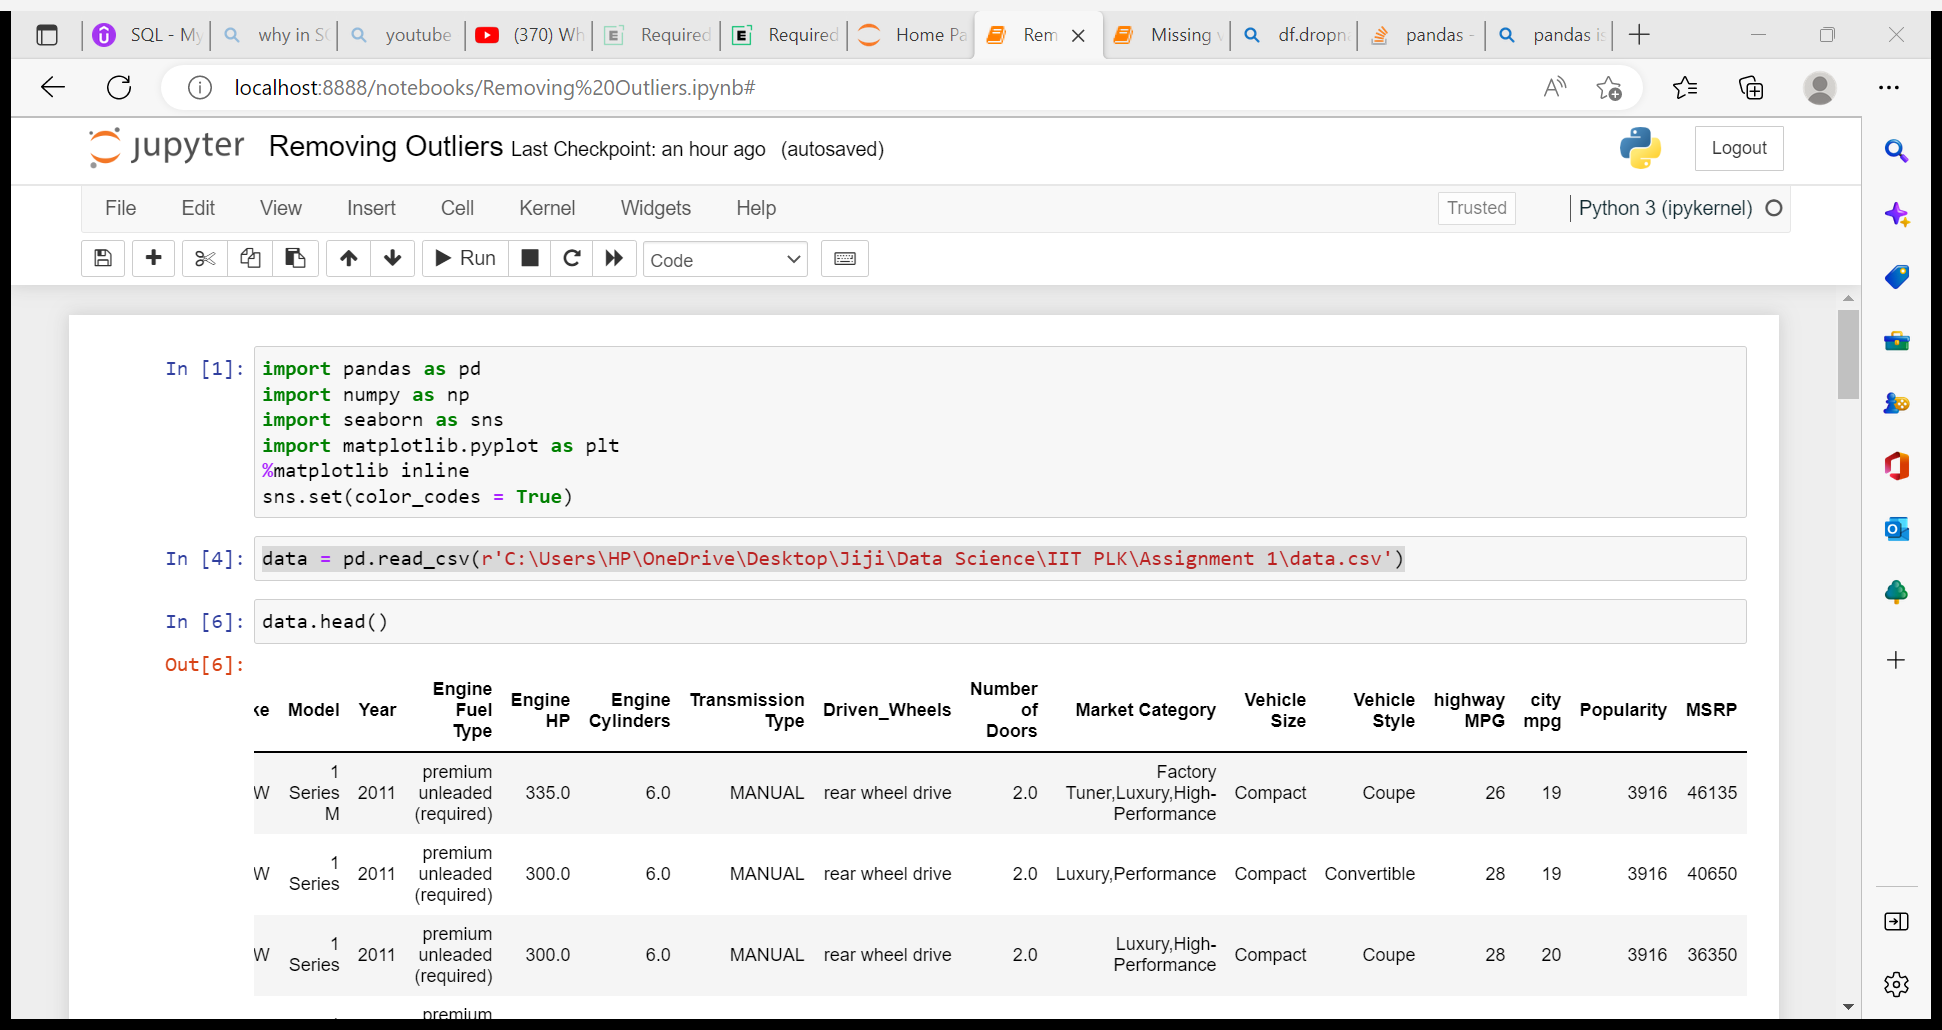 SQL - My
why in SQ
youtube
(370) Wh
Required
Required
Home Pa
Rem
Missing v
df.dropn
pandas -
pandas is
localhost:8888/notebooks/Removing%20Outliers.ipynb#
jupyter Removing Outliers Last Checkpoint: an hour ago (autosaved)
Logout
File Edit View Insert Cell Kernel Widgets Help
Trusted
Python 3 (ipykernel)
Run
Code
In [1]:
import pandas as pd
import numpy as np
import seaborn as sns
import matplotlib.pyplot as plt
%matplotlib inline
sns.set(color_codes = True)
In [4]: data = pd.read_csv(r'C:\Users\HP\OneDrive\Desktop\Jiji\Data Science\IIT PLK\Assignment 1\data.csv')
In [6]: data.head()
Out[6]:
ke Model Year Engine Fuel Type Engine HP Engine Cylinders Transmission Type Driven_Wheels Number of Doors Market Category Vehicle Size Vehicle Style highway MPG city mpg Popularity MSRP
W 1 Series M 2011 premium unleaded (required) 335.0 6.0 MANUAL rear wheel drive 2.0 Factory Tuner,Luxury,High-Performance Compact Coupe 26 19 3916 46135
W 1 Series 2011 premium unleaded (required) 300.0 6.0 MANUAL rear wheel drive 2.0 Luxury,Performance Compact Convertible 28 19 3916 40650
W 1 Series 2011 premium unleaded (required) 300.0 6.0 MANUAL rear wheel drive 2.0 Luxury,High-Performance Compact Coupe 28 20 3916 36350
premium